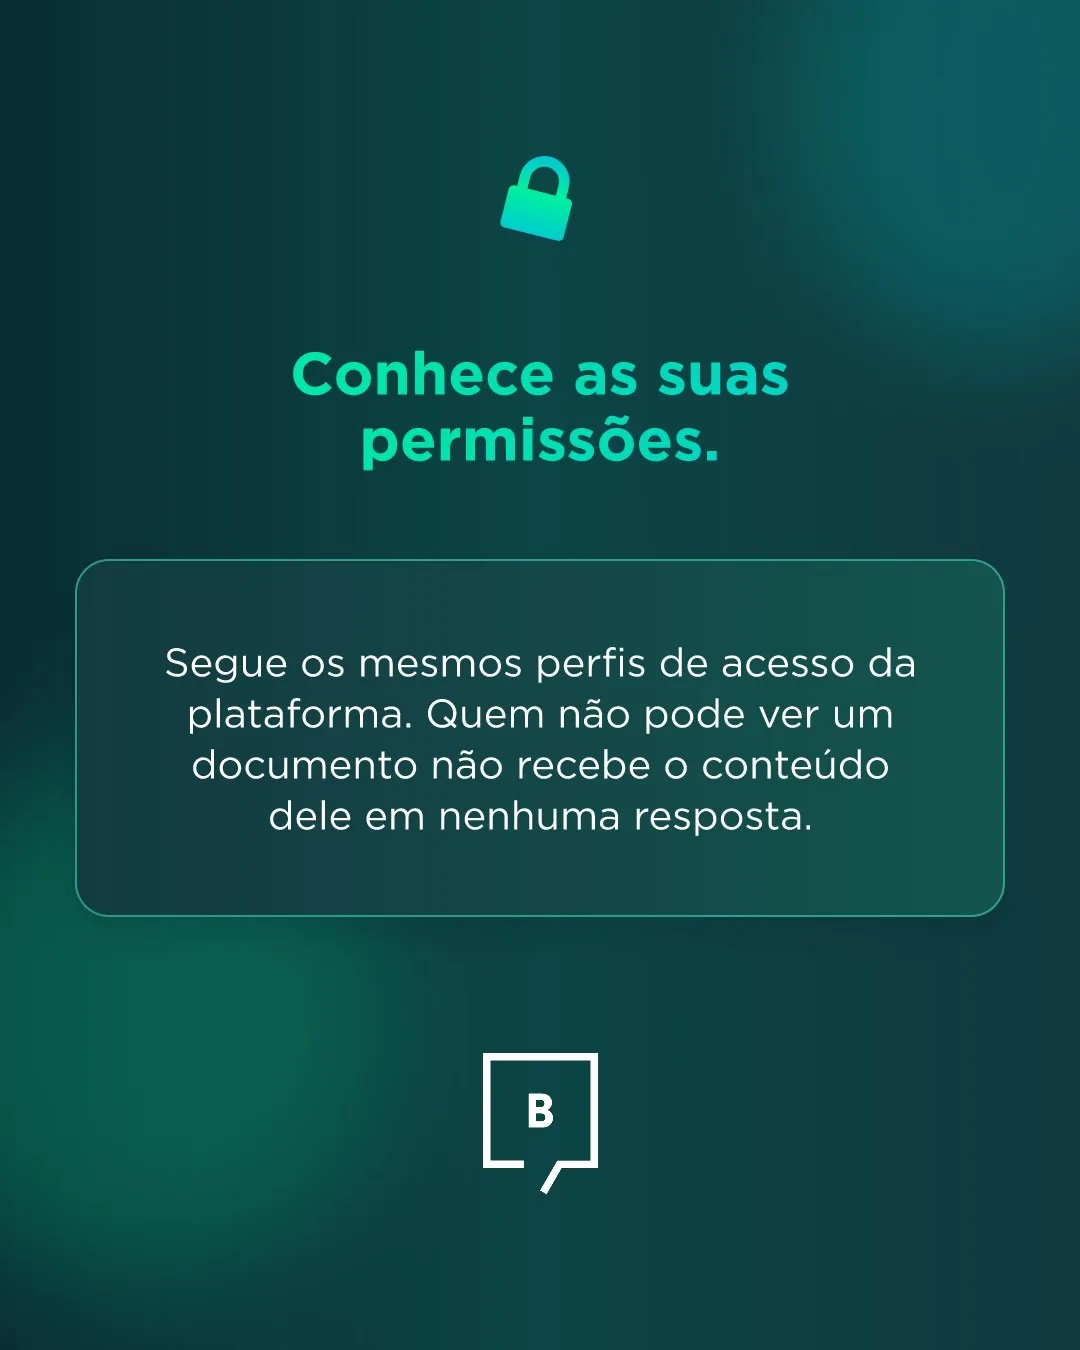 Conhece as suas
permissões.
Segue os mesmos perfis de acesso da
plataforma. Quem não pode ver um
documento não recebe o conteúdo
dele em nenhuma resposta.
B